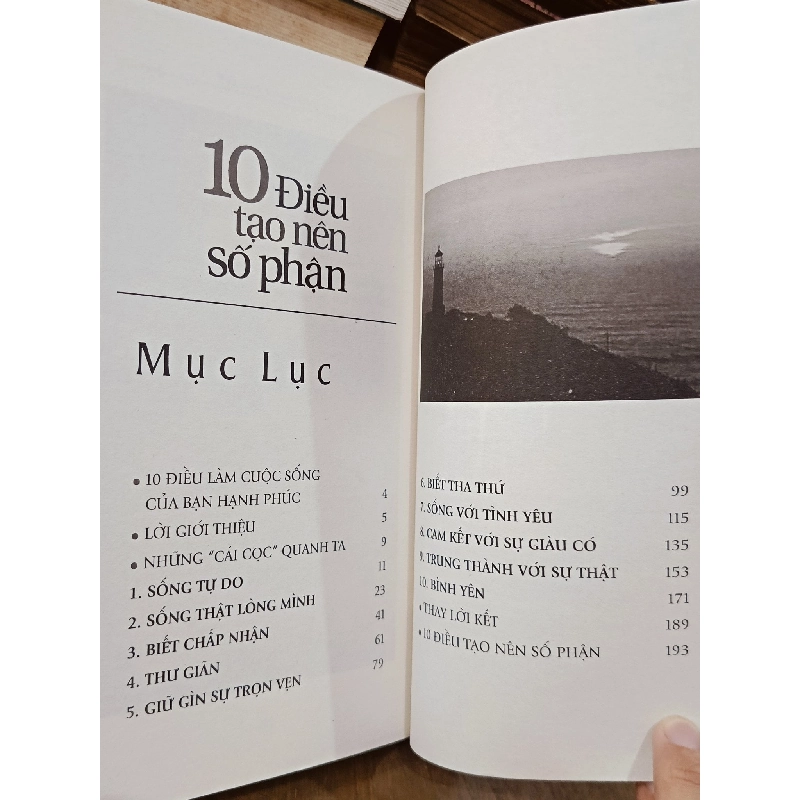 10 Điều
tạo nên
số phận
Mục Lục
• 10 ĐIỀU LÀM CUỘC SỐNG
CỦA BẠN HẠNH PHÚC 4
• LỜI GIỚI THIỆU 5
• NHỮNG “CÁI CỌC” QUANH TA 9
1. SỐNG TỰ DO 11
2. SỐNG THẬT LÒNG MÌNH 23
3. BIẾT CHẤP NHẬN 41
4. THƯ GIÃN 61
5. GIỮ GÌN SỰ TRỌN VẸN 79
6. BIẾT THA THỨ 99
7. SỐNG VỚI TÌNH YÊU 115
8. CAM KẾT VỚI SỰ GIÀU CÓ 135
9. TRUNG THÀNH VỚI SỰ THẬT 153
10. BÌNH YÊN 171
• THAY LỜI KẾT 189
• 10 ĐIỀU TẠO NÊN SỐ PHẬN 193